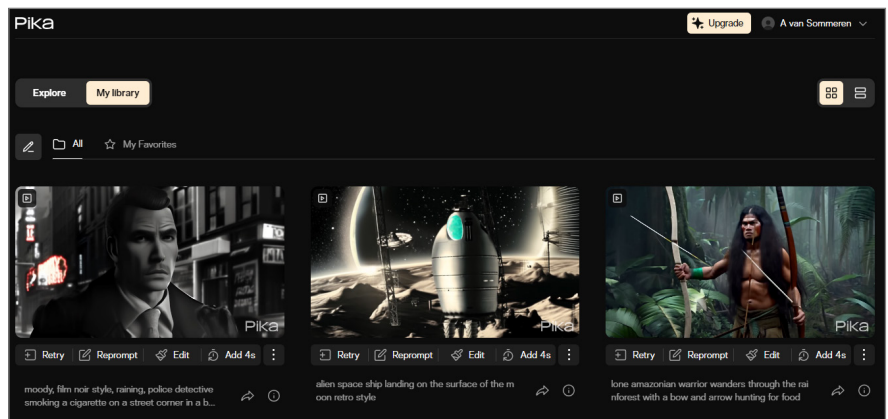 Pika
Upgrade
A van Sommeren
Explore
My library
All
My Favorites
Pika
Pika
Pika
Retry
Reprompt
Edit
Add 4s
Retry
Reprompt
Edit
Add 4s
Retry
Reprompt
Edit
Add 4s
moody, film noir style, raining, police detective
smoking a cigarette on a street corner in a b...
alien space ship landing on the surface of the m
oon retro style
lone amazonian warrior wanders through the rai
nforest with a bow and arrow hunting for food